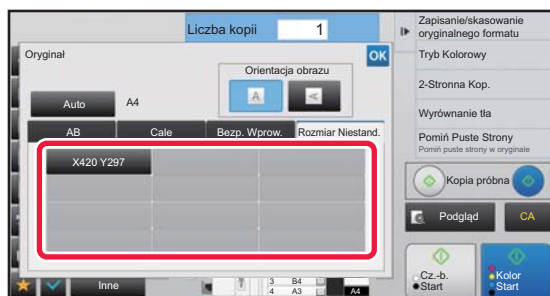 Liczba kopii 1
Oryginał
OK
Orientacja obrazu
A A
Auto A4
AB Cale Bezp. Wprow. Rozmiar Niestand.
X420 Y297
Inne
3 B4
4 A3 A4
Zapisanie/skasowanie
oryginalnego formatu
Tryb Kolorowy
2-Stronna Kop.
Wyrównanie tła
Pomiń Puste Strony
Pomiń puste strony w oryginale
Kopia próbna
Podgląd CA
Cz.-b.
Start
Kolor
Start